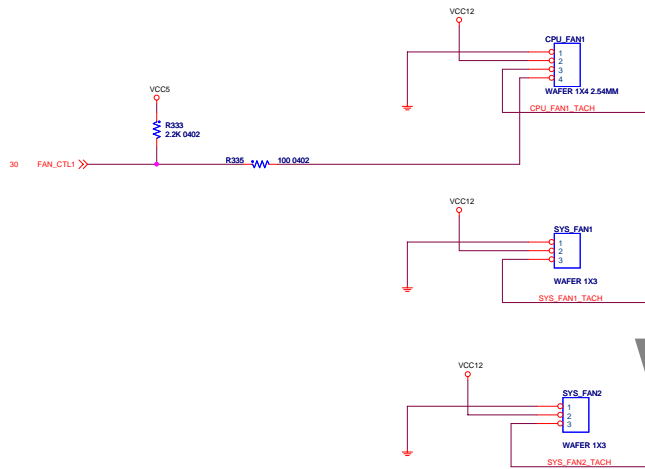 VCC12
CPU_FAN1
1
2
3
4
WAFER 1X4 2.54MM
CPU_FAN1_TACH
VCC5
R333
2.2K 0402
30 FAN_CTL1
R335 100 0402
VCC12
SYS_FAN1
1
2
3
WAFER 1X3
SYS_FAN1_TACH
VCC12
SYS_FAN2
1
2
3
WAFER 1X3
SYS_FAN2_TACH